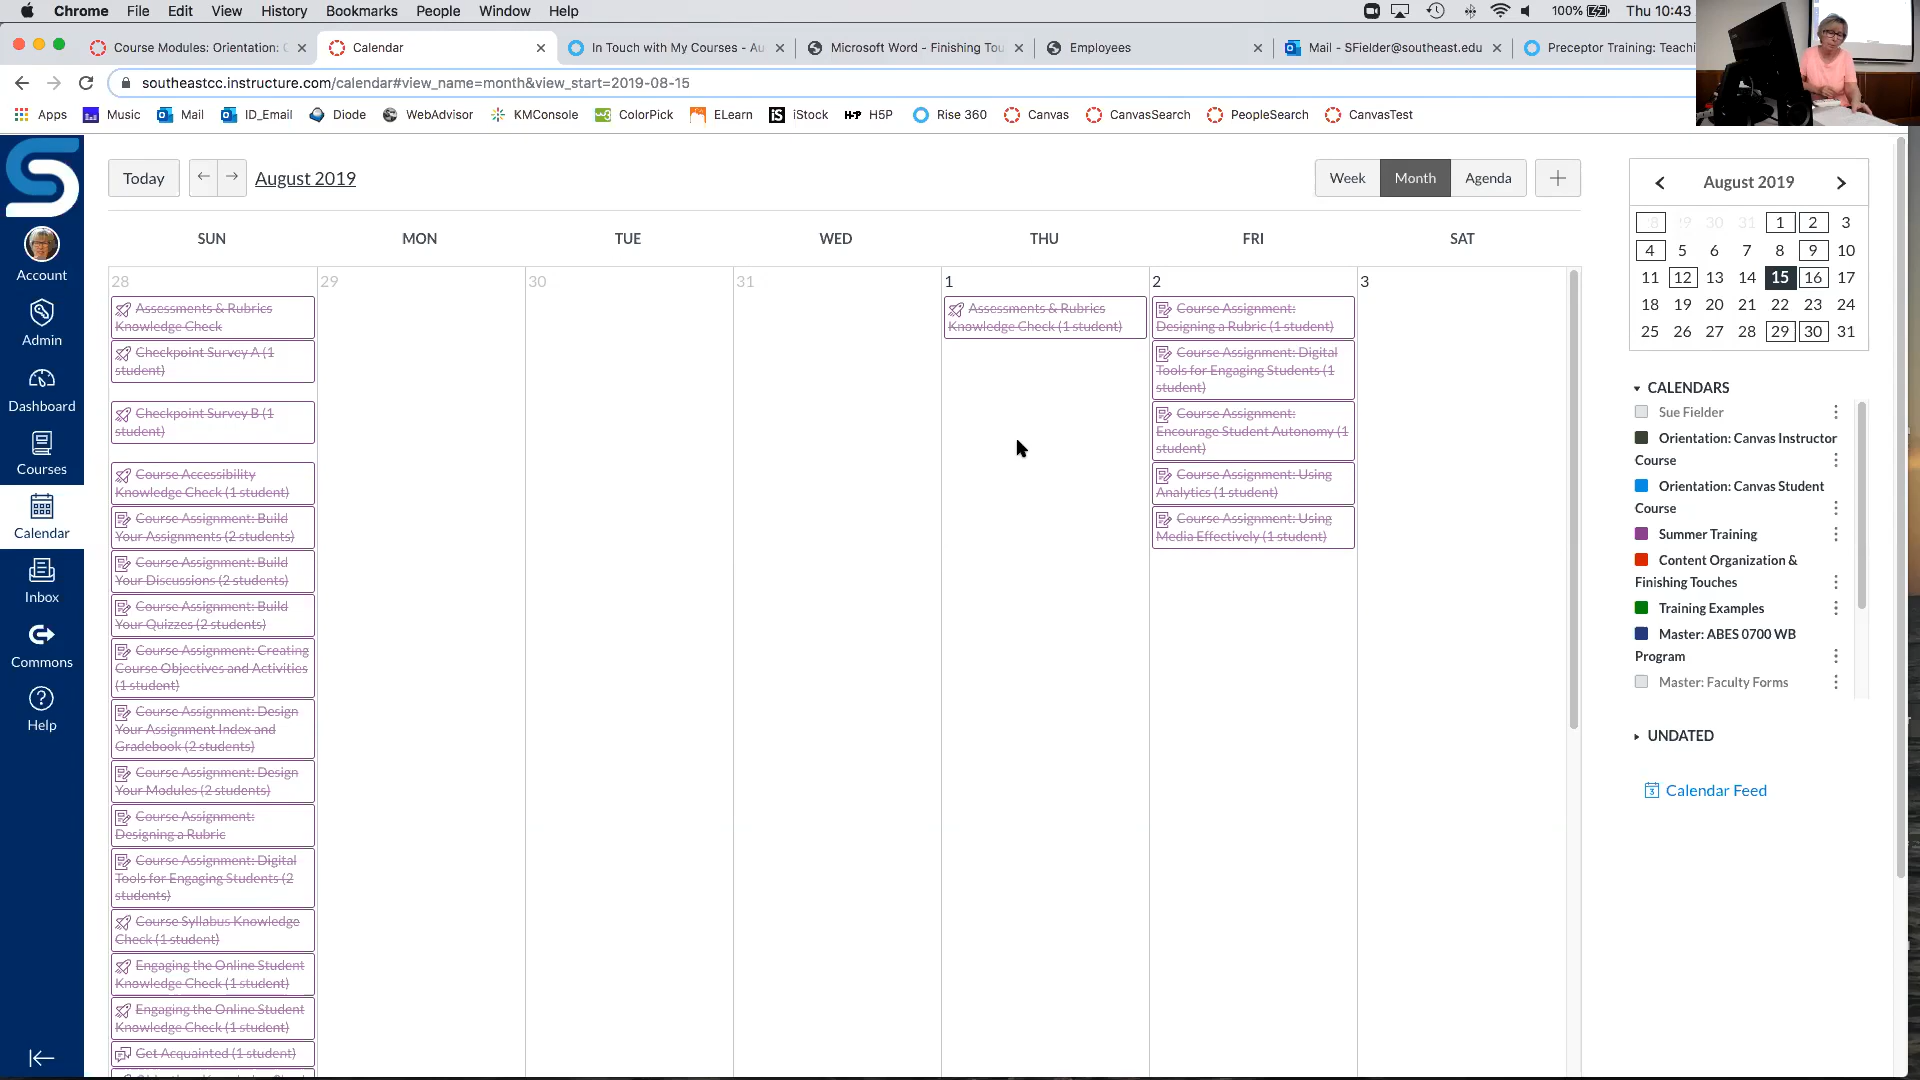 Chrome File Edit View History Bookmarks People Window Help 100% Thu 10:43
Course Modules: Orientation: Calendar In Touch with My Courses - Au Microsoft Word - Finishing Tou Employees Mail - SFielder@southeast.edu Preceptor Training: Teachi
southeastcc.instructure.com/calendar#view_name=month&view_start=2019-08-15
Apps Music Mail ID_Email Diode WebAdvisor KMConsole ColorPick ELearn iStock H5P Rise 360 Canvas CanvasSearch PeopleSearch CanvasTest
Account
Admin
Dashboard
Courses
Calendar
Inbox
Commons
Help
Today ← → August 2019 Week Month Agenda +
SUN MON TUE WED THU FRI SAT
28 29 30 31 1 2 3
Assessments & Rubrics
Knowledge Check
Checkpoint Survey A (1
student)
Checkpoint Survey B (1
student)
Course Accessibility
Knowledge Check (1 student)
Course Assignment: Build
Your Assignments (2 students)
Course Assignment: Build
Your Discussions (2 students)
Course Assignment: Build
Your Quizzes (2 students)
Course Assignment: Creating
Course Objectives and Activities
(1 student)
Course Assignment: Design
Your Assignment Index and
Gradebook (2 students)
Course Assignment: Design
Your Modules (2 students)
Course Assignment:
Designing a Rubric
Course Assignment: Digital
Tools for Engaging Students (2
students)
Course Syllabus Knowledge
Check (1 student)
Engaging the Online Student
Knowledge Check (1 student)
Engaging the Online Student
Knowledge Check (1 student)
Get Acquainted (1 student)
Assessments & Rubrics
Knowledge Check (1 student)
Course Assignment:
Designing a Rubric (1 student)
Course Assignment: Digital
Tools for Engaging Students (1
student)
Course Assignment:
Encourage Student Autonomy (1
student)
Course Assignment: Using
Analytics (1 student)
Course Assignment: Using
Media Effectively (1 student)
August 2019
30 31 1 2 3
4 5 6 7 8 9 10
11 12 13 14 15 16 17
18 19 20 21 22 23 24
25 26 27 28 29 30 31
CALENDARS
Sue Fielder
Orientation: Canvas Instructor
Course
Orientation: Canvas Student
Course
Summer Training
Content Organization &
Finishing Touches
Training Examples
Master: ABES 0700 WB
Program
Master: Faculty Forms
UNDATED
Calendar Feed